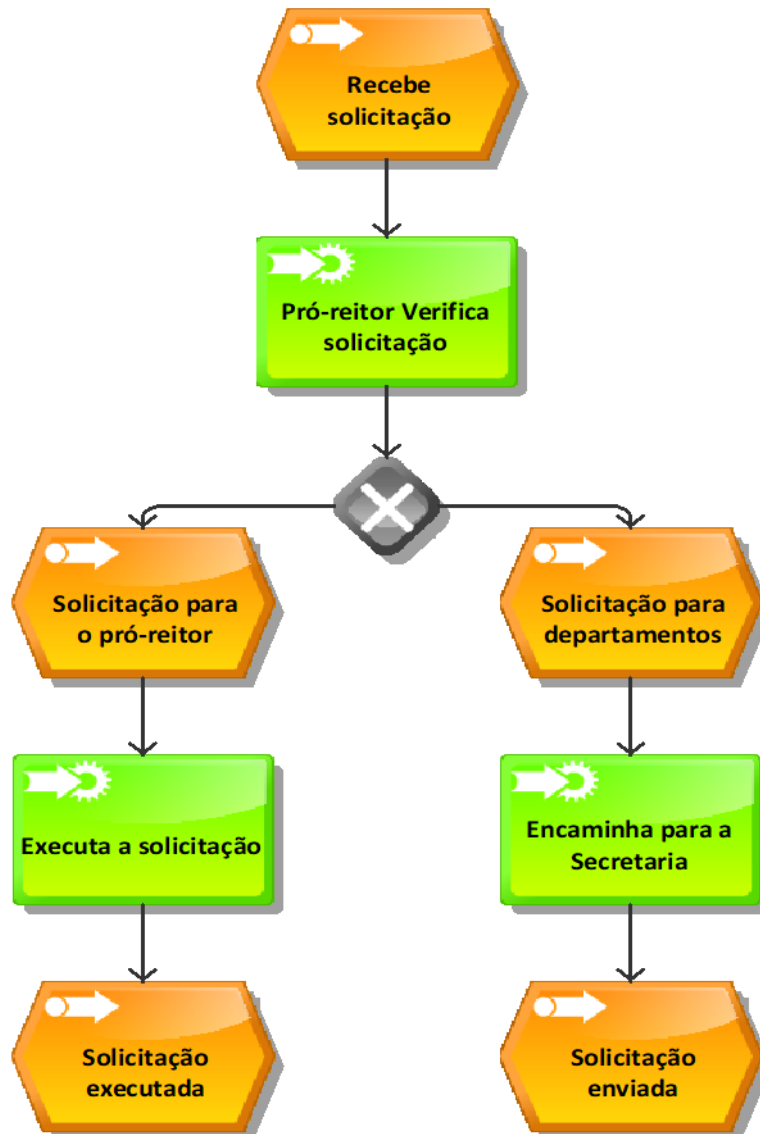 Recebe
solicitação
Pró-reitor Verifica
solicitação
Solicitação para
o pró-reitor
Solicitação para
departamentos
Executa a solicitação
Encaminha para a
Secretaria
Solicitação
executada
Solicitação
enviada